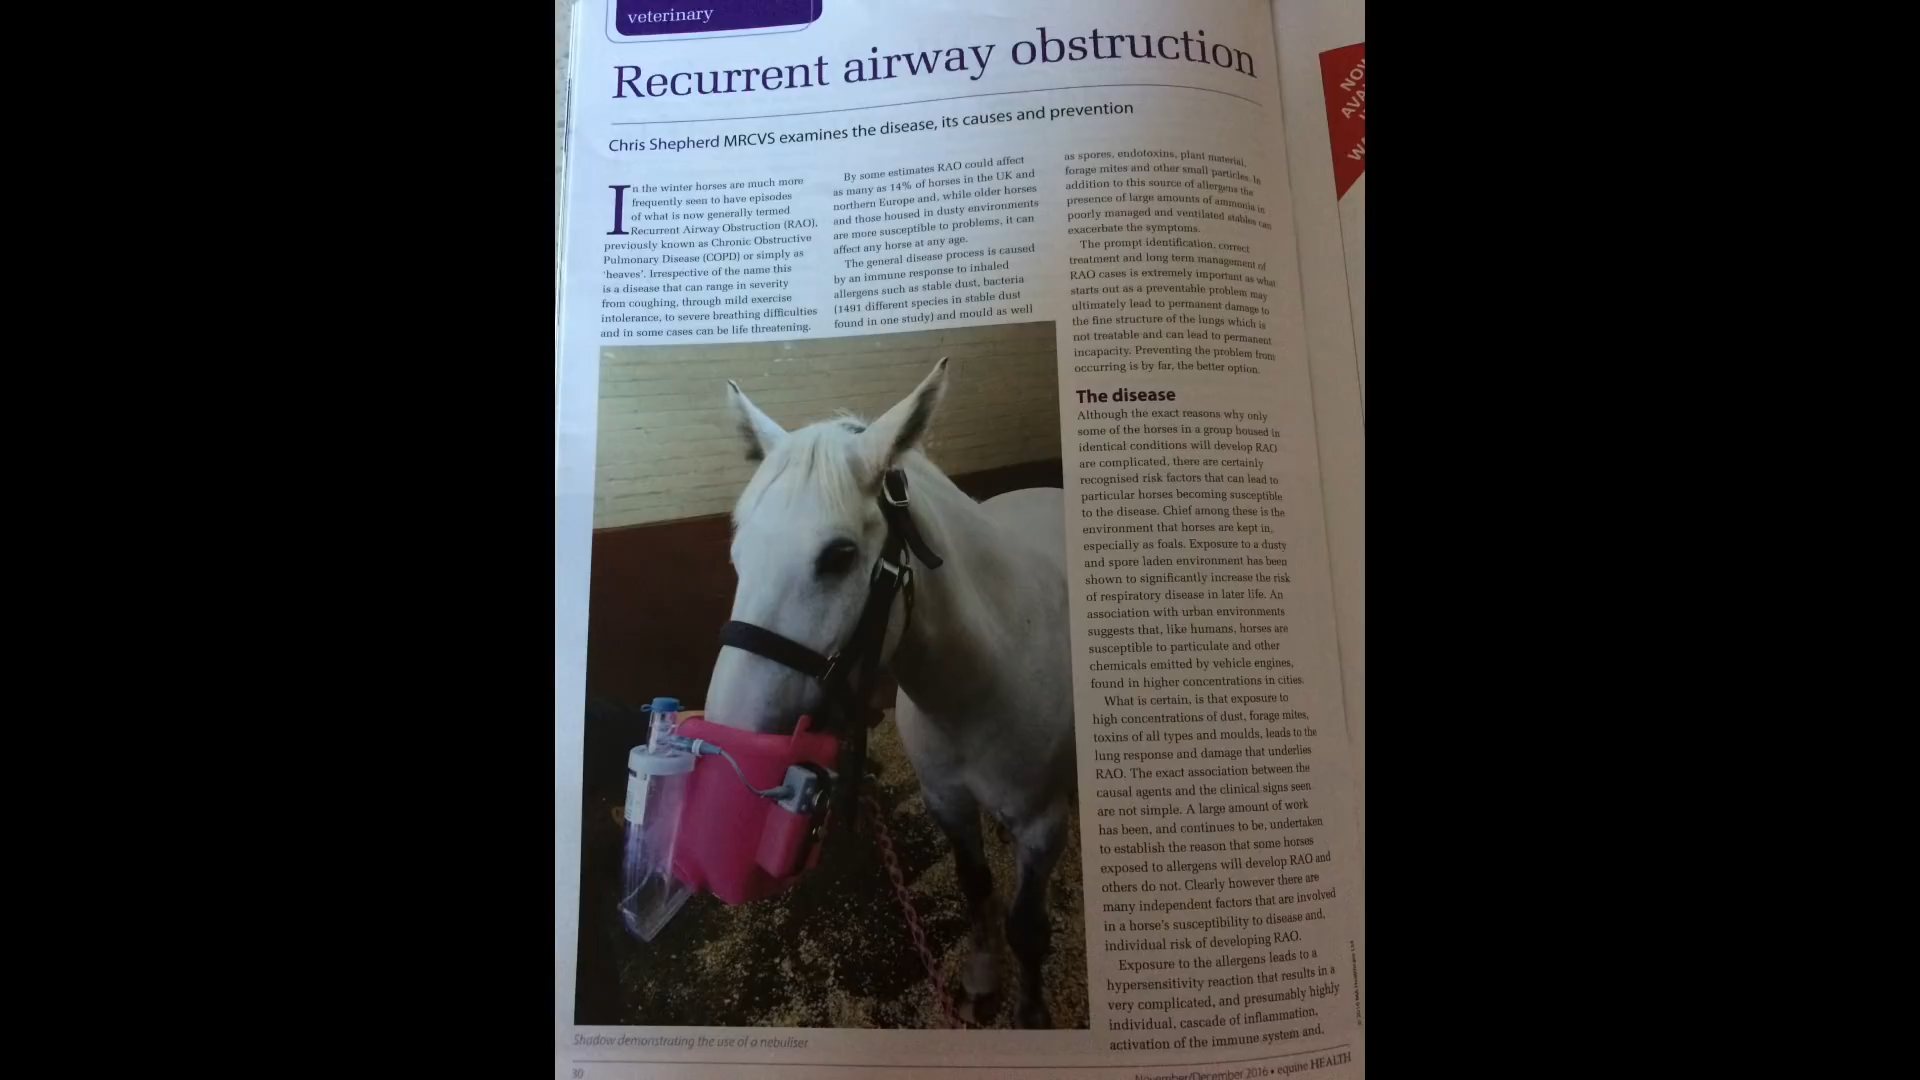 veterinary
Recurrent airway obstruction
Chris Shepherd MRCVS examines the disease, its causes and prevention
In the winter horses are much more
frequently seen to have episodes
of what is now generally termed
Recurrent Airway Obstruction (RAO),
previously known as Chronic Obstructive
Pulmonary Disease (COPD) or simply as
'heaves'. Irrespective of the name this
is a disease that can range in severity
from coughing, through mild exercise
intolerance, to severe breathing difficulties
and in some cases can be life threatening.
By some estimates RAO could affect
as many as 14% of horses in the UK and
northern Europe and, while older horses
and those housed in dusty environments
are more susceptible to problems, it can
affect any horse at any age.
The general disease process is caused
by an immune response to inhaled
allergens such as stable dust, bacteria
(1491 different species in stable dust
found in one study) and mould as well
as spores, endotoxins, plant material,
forage mites and other small particles. In
addition to this source of allergens the
presence of large amounts of ammonia in
poorly managed and ventilated stables can
exacerbate the symptoms.
The prompt identification, correct
treatment and long term management of
RAO cases is extremely important as what
starts out as a preventable problem may
ultimately lead to permanent damage to
the fine structure of the lungs which is
not treatable and can lead to permanent
incapacity. Preventing the problem from
occurring is by far, the better option.
The disease
Although the exact reasons why only
some of the horses in a group housed in
identical conditions will develop RAO
are complicated, there are certainly
recognised risk factors that can lead to
particular horses becoming susceptible
to the disease. Chief among these is the
environment that horses are kept in,
especially as foals. Exposure to a dusty
and spore laden environment has been
shown to significantly increase the risk
of respiratory disease in later life. An
association with urban environments
suggests that, like humans, horses are
susceptible to particulate and other
chemicals emitted by vehicle engines,
found in higher concentrations in cities.
What is certain, is that exposure to
high concentrations of dust, forage mites,
toxins of all types and moulds, leads to the
lung response and damage that underlies
RAO. The exact association between the
causal agents and the clinical signs seen
are not simple. A large amount of work
has been, and continues to be, undertaken
to establish the reason that some horses
exposed to allergens will develop RAO and
others do not. Clearly however there are
many independent factors that are involved
in a horse's susceptibility to disease and,
individual risk of developing RAO.
Exposure to the allergens leads to a
hypersensitivity reaction that results in a
very complicated, and presumably highly
individual, cascade of inflammation,
activation of the immune system and,
Shadow demonstrating the use of a nebuliser
30
November/December 2016 • equine HEALTH
NOW